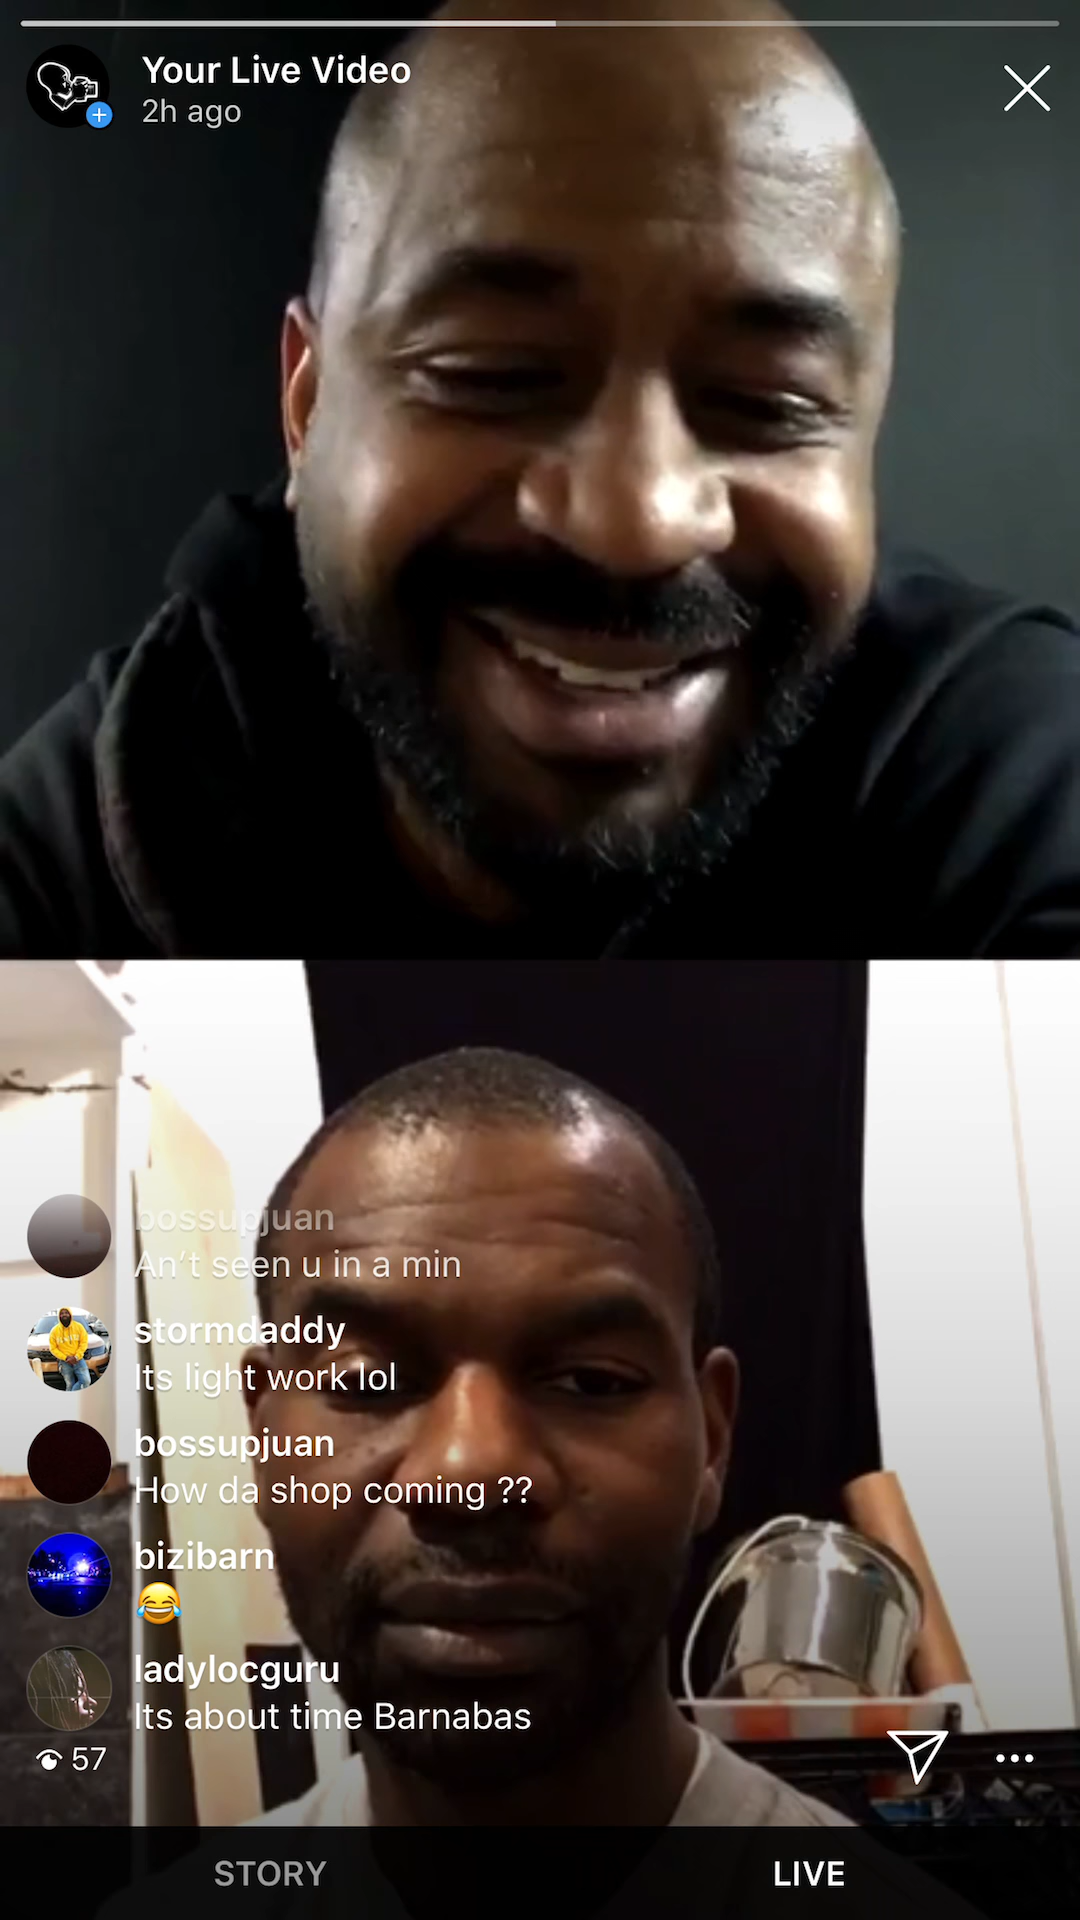 Your Live Video
2h ago
bossupjuan
An't seen u in a min
stormdaddy
Its light work lol
bossupjuan
How da shop coming ??
bizibarn
😂
ladylocguru
Its about time Barnabas
57
STORY
LIVE